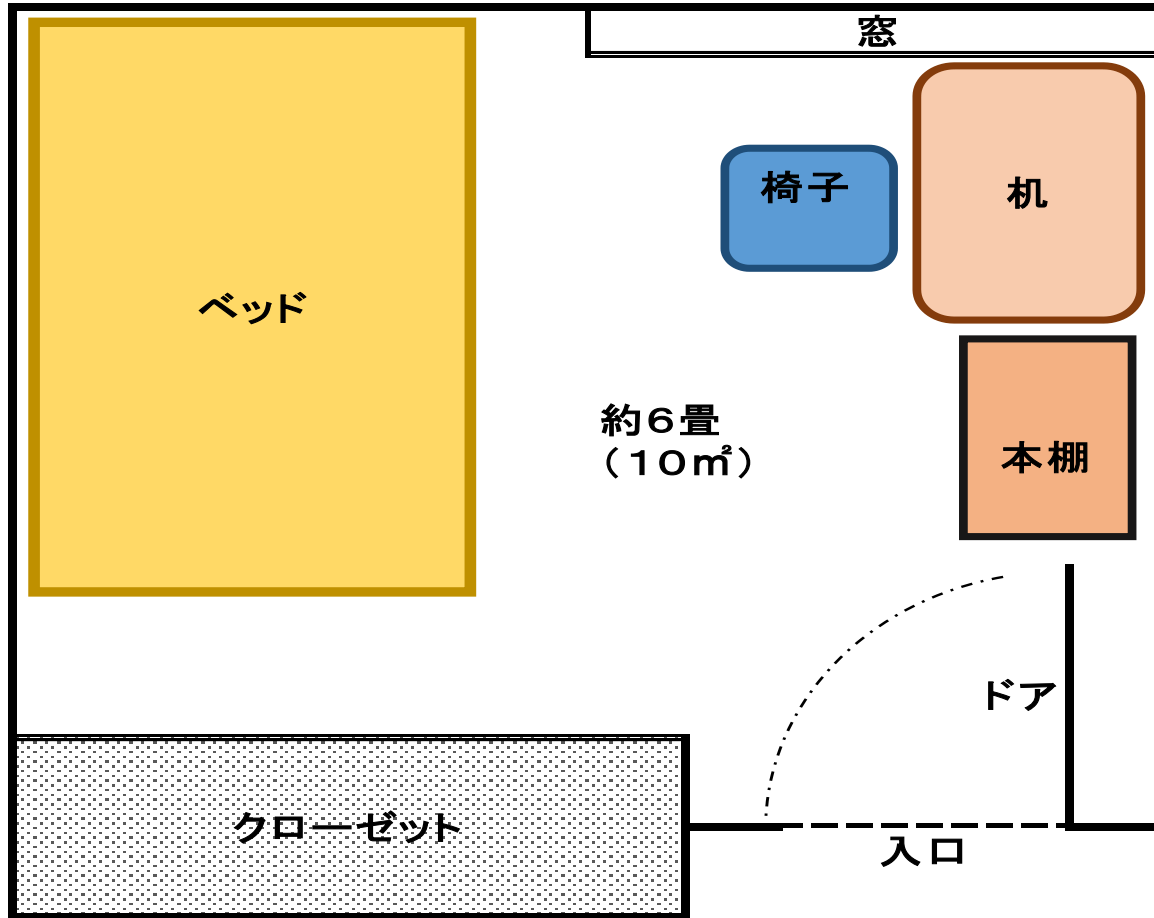 窓
椅子
机
ベッド
約６畳
（１０㎡）
本棚
ドア
クローゼット
入口